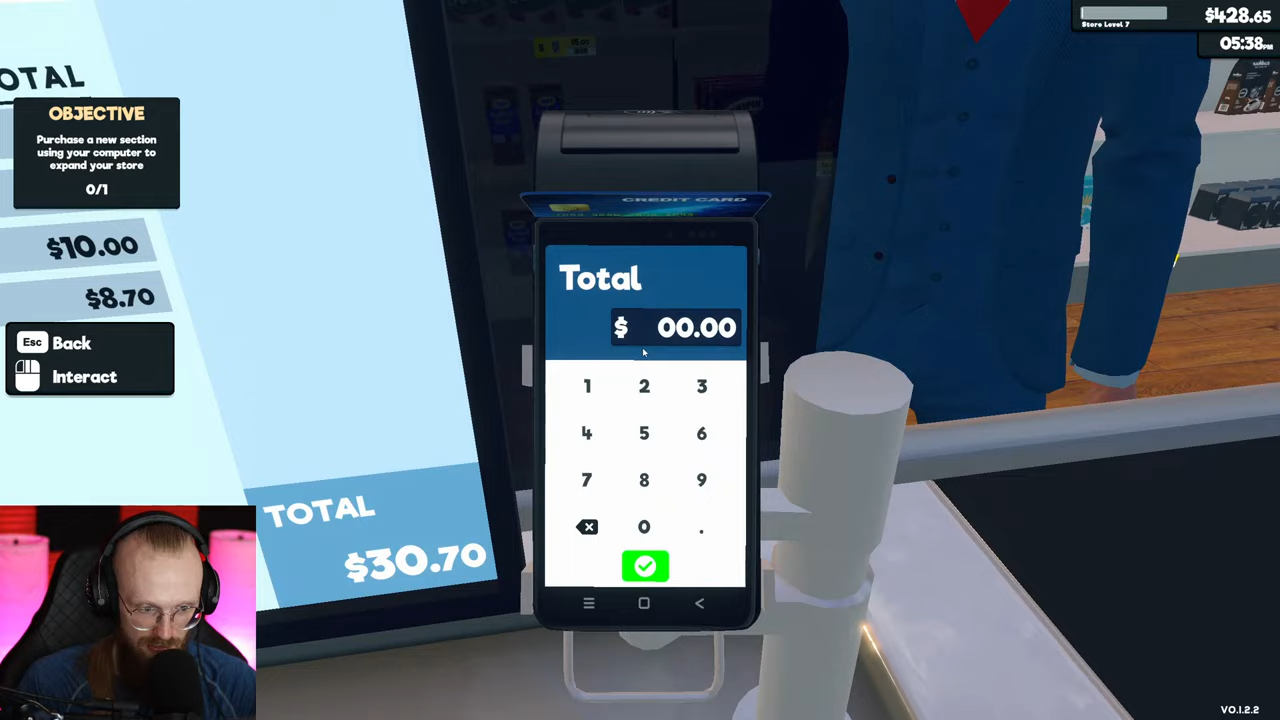 $428.65
Store Level 7
05:38PM
OTAL
OBJECTIVE
Purchase a new section
using your computer to
expand your store
0/1
$10.00
$8.70
Esc Back
Interact
CREDIT CARD
Total
$ 00.00
1 2 3
4 5 6
7 8 9
0 .
TOTAL
$30.70
V0.1.2.2